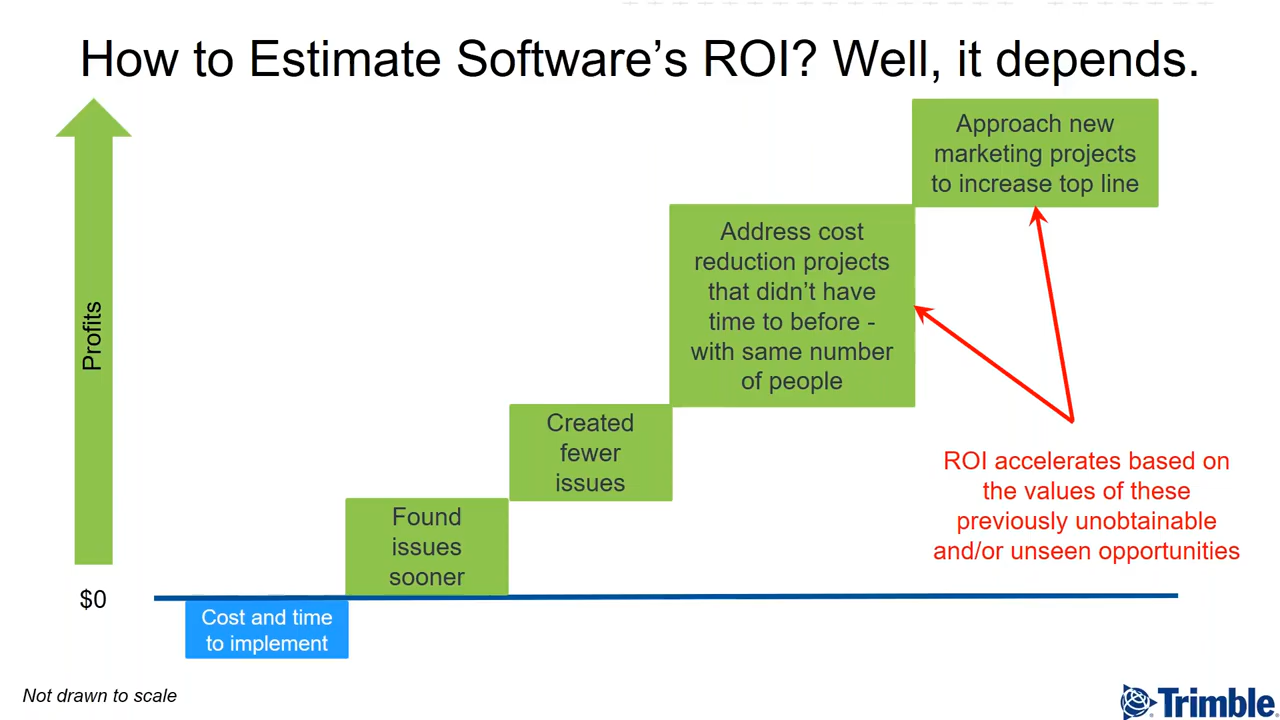 How to Estimate Software’s ROI? Well, it depends.
Approach new
marketing projects
to increase top line
Address cost
reduction projects
that didn’t have
time to before -
with same number
of people
Profits
Created
fewer
issues
ROI accelerates based on
the values of these
previously unobtainable
and/or unseen opportunities
Found
issues
sooner
$0
Cost and time
to implement
Not drawn to scale
Trimble